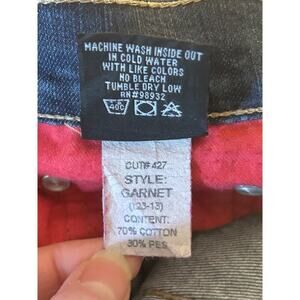 MACHINE WASH INSIDE OUT
IN COLD WATER
WITH LIKE COLORS
NO BLEACH
TUMBLE DRY LOW
RN#98932
40C
CUT# 427
STYLE:
GARNET
(123-13)
CONTENT:
70% COTTON
30% PES